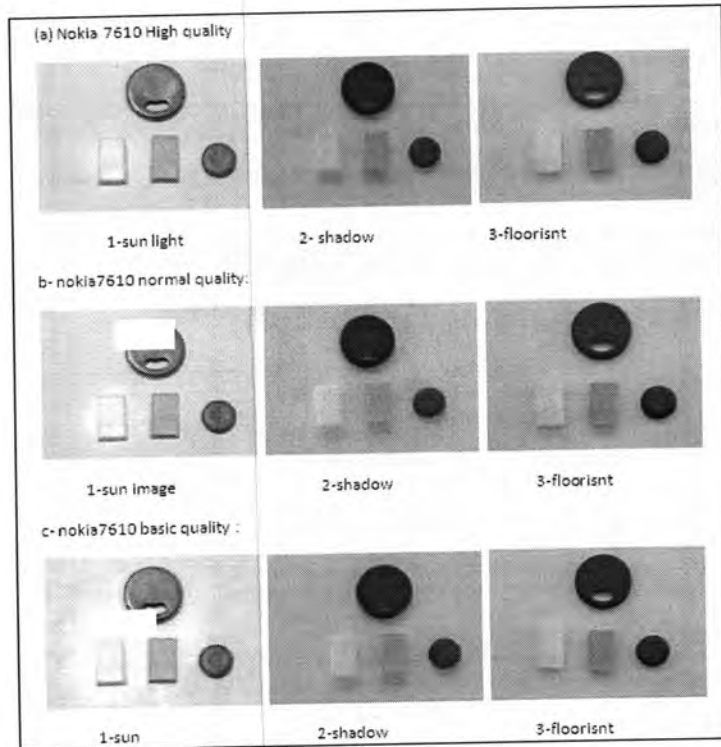 (a) Nokia 7610 High quality
1-sun light 2- shadow 3-floorisnt
b- nokia7610 normal quality:
1-sun image 2-shadow 3-floorisnt
c- nokia7610 basic quality :
1-sun 2-shadow 3-floorisnt